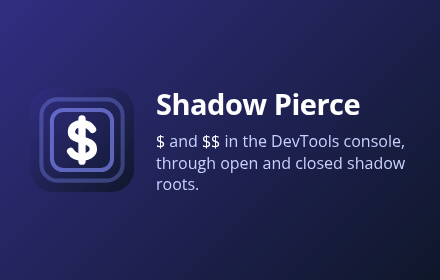 $
Shadow Pierce
$ and $$ in the DevTools console,
through open and closed shadow
roots.